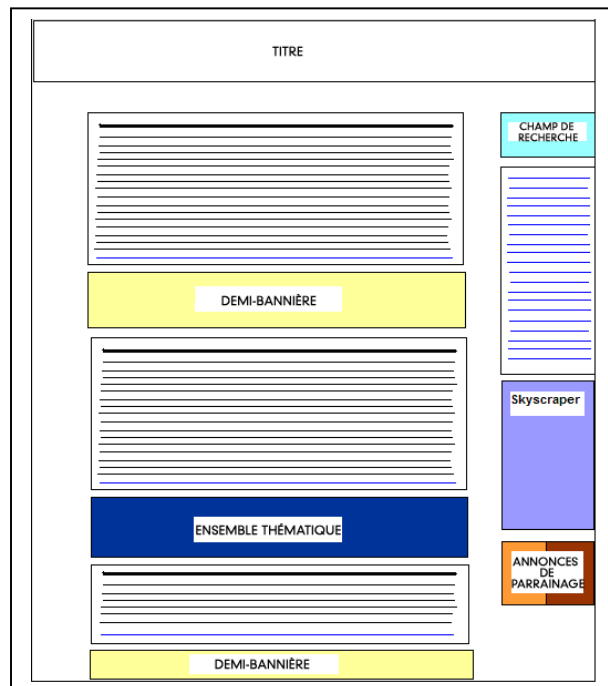 TITRE
CHAMP DE
RECHERCHE
DEMI-BANNIÈRE
Skyscraper
ENSEMBLE THÉMATIQUE
ANNONCES
DE
PARRAINAGE
DEMI-BANNIÈRE